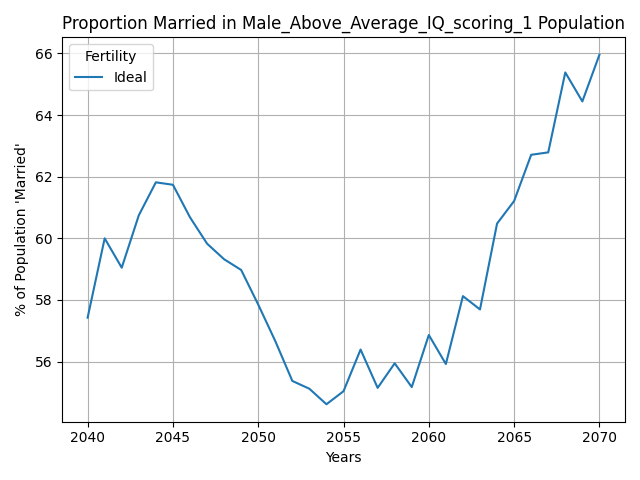 Proportion Married in Male_Above_Average_IQ_scoring_1 Population
% of Population 'Married'
66
64
62
60
58
56
Fertility
Ideal
2040 2045 2050 2055 2060 2065 2070
Years